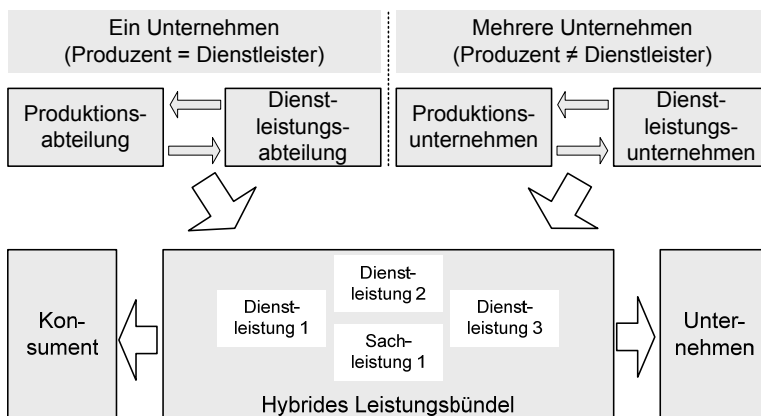 Ein Unternehmen
(Produzent = Dienstleister)
Mehrere Unternehmen
(Produzent ≠ Dienstleister)
Produktions-
abteilung
Dienst-
leistungs-
abteilung
Produktions-
unternehmen
Dienst-
leistungs-
unternehmen
Kon-
sument
Dienst-
leistung 1
Dienst-
leistung 2
Sach-
leistung 1
Dienst-
leistung 3
Hybrides Leistungsbündel
Unter-
nehmen